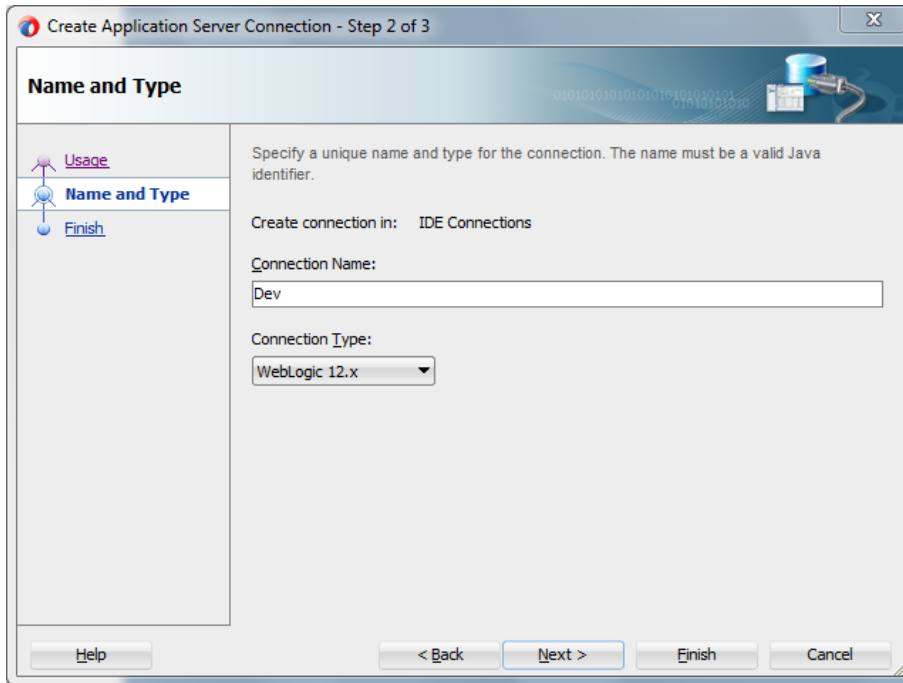 Create Application Server Connection - Step 2 of 3
Name and Type
Usage
Name and Type
Finish
Specify a unique name and type for the connection. The name must be a valid Java
identifier.
Create connection in: IDE Connections
Connection Name:
Dev
Connection Type:
WebLogic 12.x
Help
< Back
Next >
Finish
Cancel